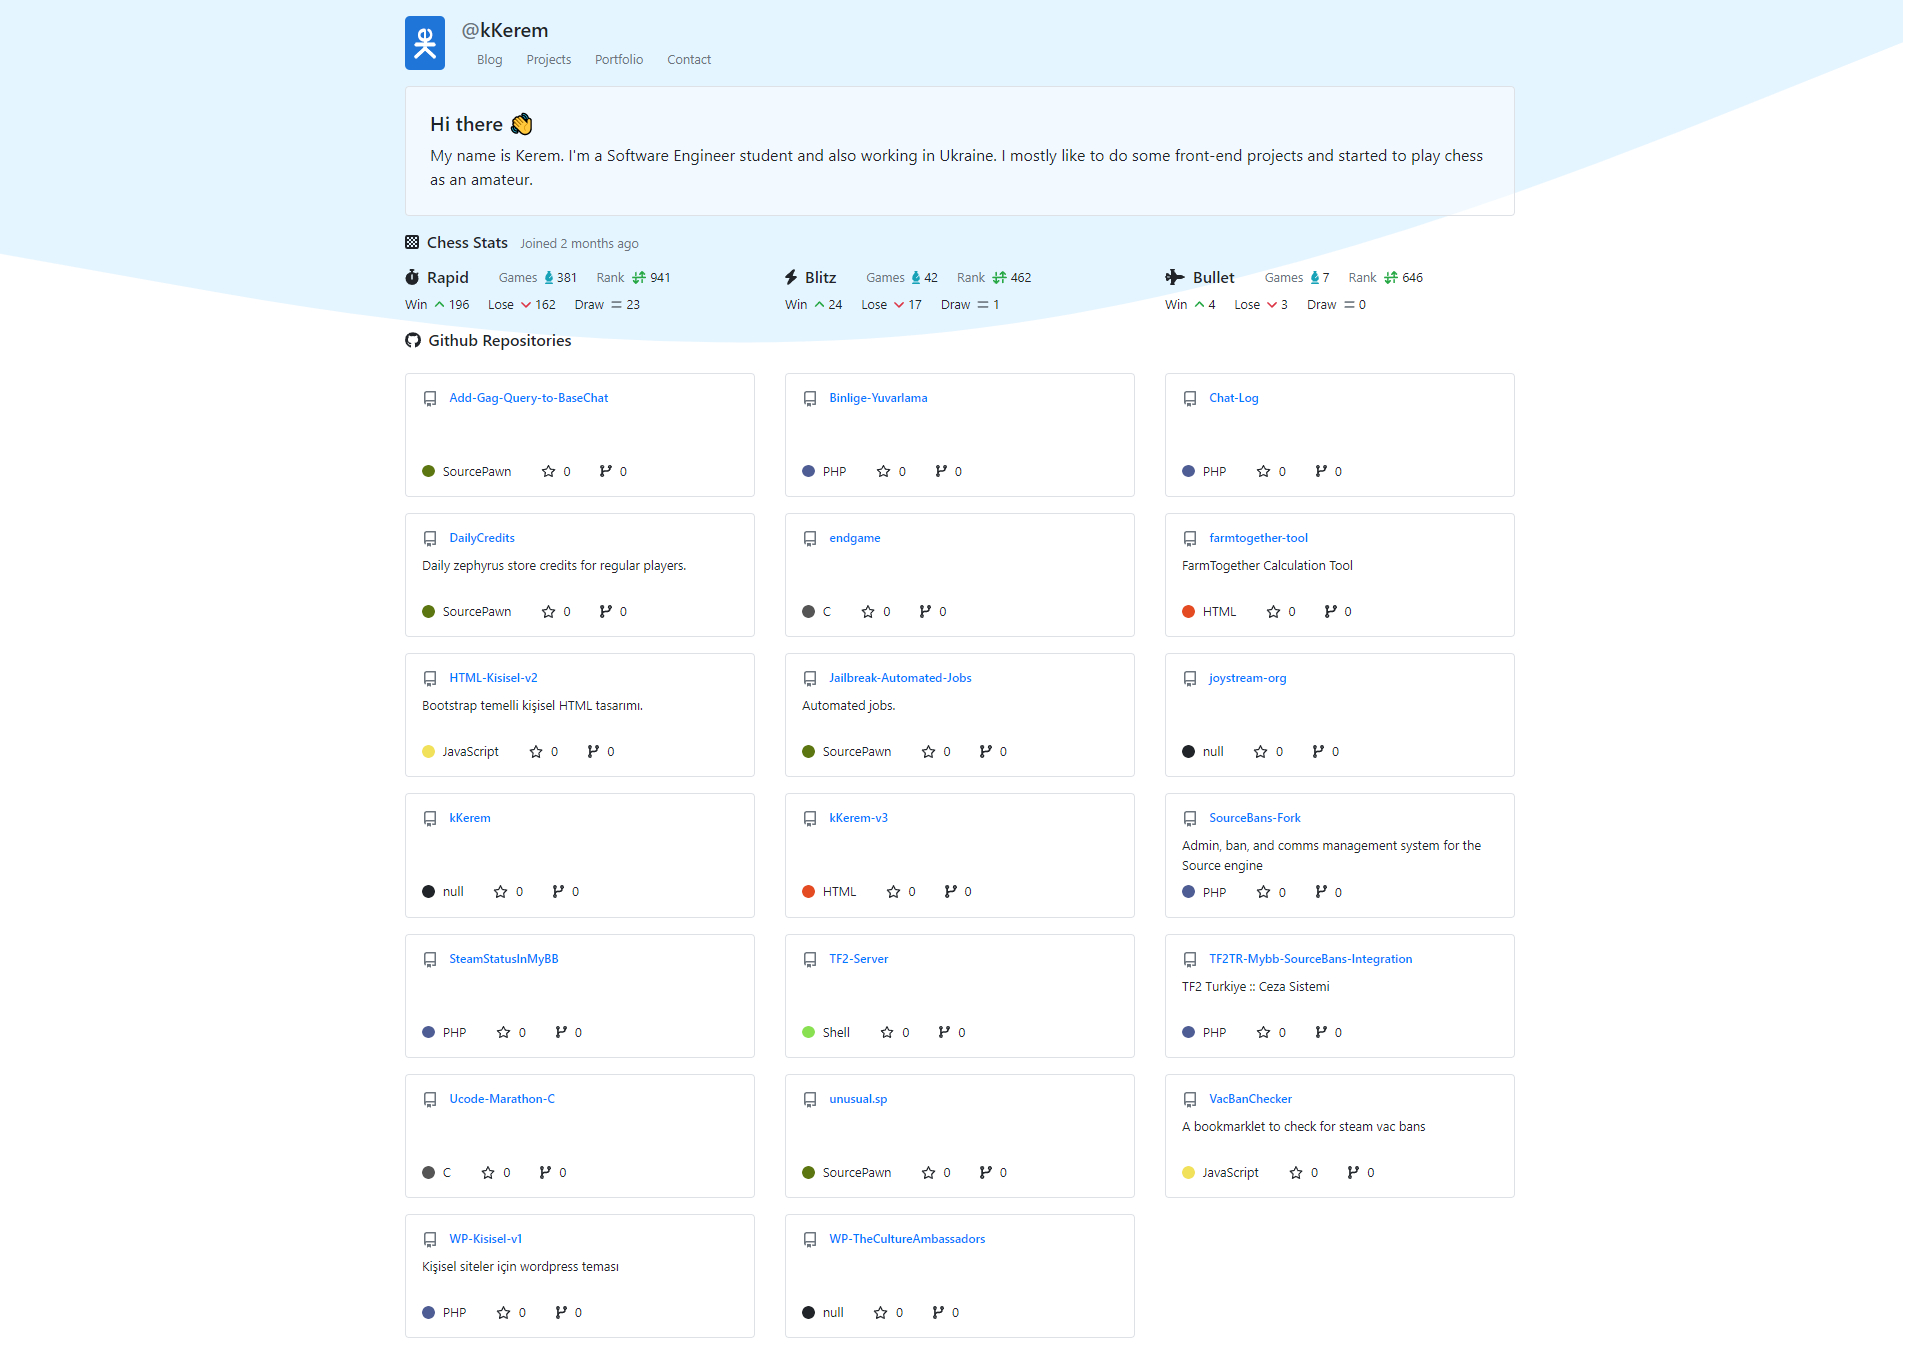 @kKerem
Blog Projects Portfolio Contact
Hi there 👋
My name is Kerem. I'm a Software Engineer student and also working in Ukraine. I mostly like to do some front-end projects and started to play chess
as an amateur.
Chess Stats Joined 2 months ago
Rapid Games 381 Rank 941
Win 196 Lose 162 Draw 23
Blitz Games 42 Rank 462
Win 24 Lose 17 Draw 1
Bullet Games 7 Rank 646
Win 4 Lose 3 Draw 0
Github Repositories
Add-Gag-Query-to-BaseChat
SourcePawn 0 0
Binlige-Yuvarlama
PHP 0 0
Chat-Log
PHP 0 0
DailyCredits
Daily zephyrus store credits for regular players.
SourcePawn 0 0
endgame
C 0 0
farmtogether-tool
FarmTogether Calculation Tool
HTML 0 0
HTML-Kisisel-v2
Bootstrap temelli kişisel HTML tasarımı.
JavaScript 0 0
Jailbreak-Automated-Jobs
Automated jobs.
SourcePawn 0 0
joystream-org
null 0 0
kKerem
null 0 0
kKerem-v3
HTML 0 0
SourceBans-Fork
Admin, ban, and comms management system for the
Source engine
PHP 0 0
SteamStatusInMyBB
PHP 0 0
TF2-Server
Shell 0 0
TF2TR-Mybb-SourceBans-Integration
TF2 Turkiye :: Ceza Sistemi
PHP 0 0
Ucode-Marathon-C
C 0 0
unusual.sp
SourcePawn 0 0
VacBanChecker
A bookmarklet to check for steam vac bans
JavaScript 0 0
WP-Kisisel-v1
Kişisel siteler için wordpress teması
PHP 0 0
WP-TheCultureAmbassadors
null 0 0